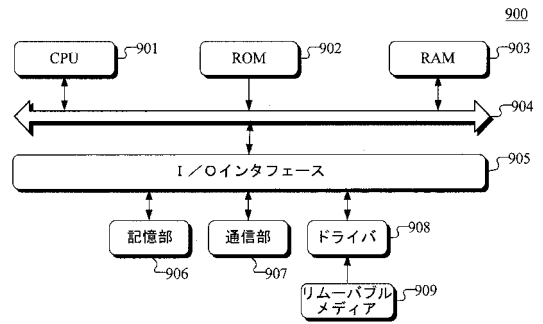 900
CPU
901
ROM
902
RAM
903
904
I/Oインタフェース
905
記憶部
906
通信部
907
ドライバ
908
リムーバブル
メディア
909